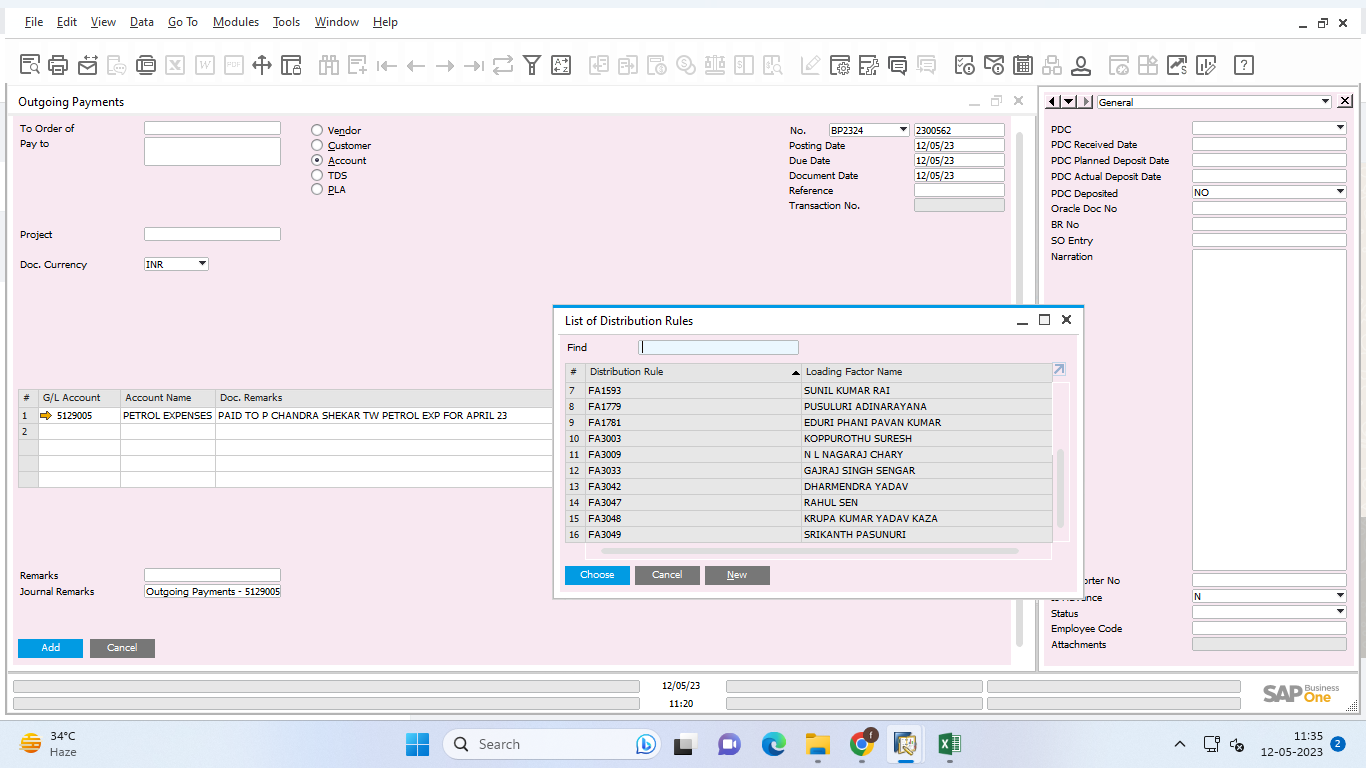 File Edit View Data Go To Modules Tools Window Help
Outgoing Payments
To Order of
Pay to
Vendor
Customer
Account
TDS
PLA
No. BP2324 2300562
Posting Date 12/05/23
Due Date 12/05/23
Document Date 12/05/23
Reference
Transaction No.
Project
Doc. Currency INR
# G/L Account Account Name Doc. Remarks
1 5129005 PETROL EXPENSES PAID TO P CHANDRA SHEKAR TW PETROL EXP FOR APRIL 23
2
Remarks
Journal Remarks Outgoing Payments - 5129005
Add Cancel
List of Distribution Rules
Find
# Distribution Rule Loading Factor Name
7 FA1593 SUNIL KUMAR RAI
8 FA1779 PUSULURI ADINARAYANA
9 FA1781 EDURI PHANI PAVAN KUMAR
10 FA3003 KOPPUROTHU SURESH
11 FA3009 N L NAGARAJ CHARY
12 FA3033 GAJRAJ SINGH SENGAR
13 FA3042 DHARMENDRA YADAV
14 FA3047 RAHUL SEN
15 FA3048 KRUPA KUMAR YADAV KAZA
16 FA3049 SRIKANTH PASUNURI
Choose Cancel New
General
PDC
PDC Received Date
PDC Planned Deposit Date
PDC Actual Deposit Date
PDC Deposited NO
Oracle Doc No
BR No
SO Entry
Narration
orter No
N
Status
Employee Code
Attachments
12/05/23
11:20
SAP Business One
34°C
Haze
Search
11:35
12-05-2023
2